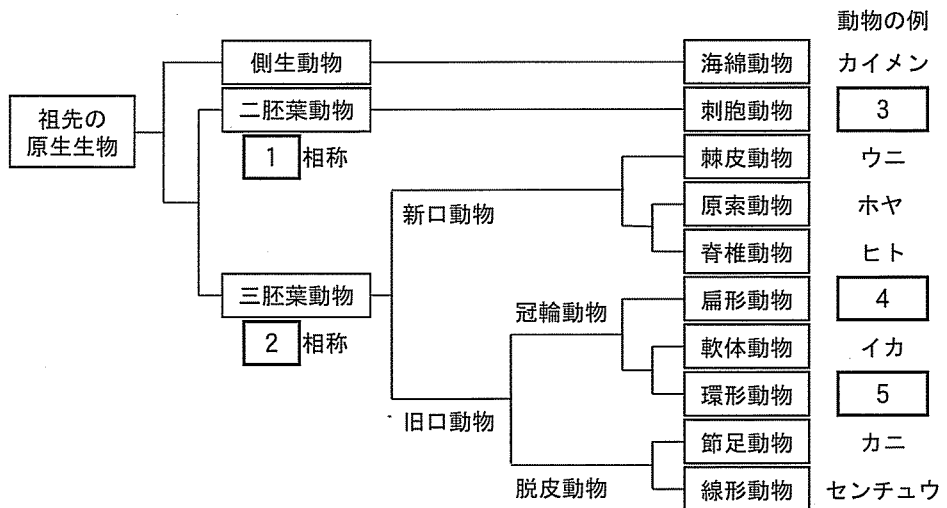 動物の例
側生動物
海綿動物
カイメン
祖先の
原生生物
二胚葉動物
刺胞動物
3
1 相称
棘皮動物
ウニ
新口動物
原索動物
ホヤ
脊椎動物
ヒト
三胚葉動物
冠輪動物
扁形動物
4
2 相称
軟体動物
イカ
環形動物
5
旧口動物
節足動物
カニ
脱皮動物
線形動物
センチュウ